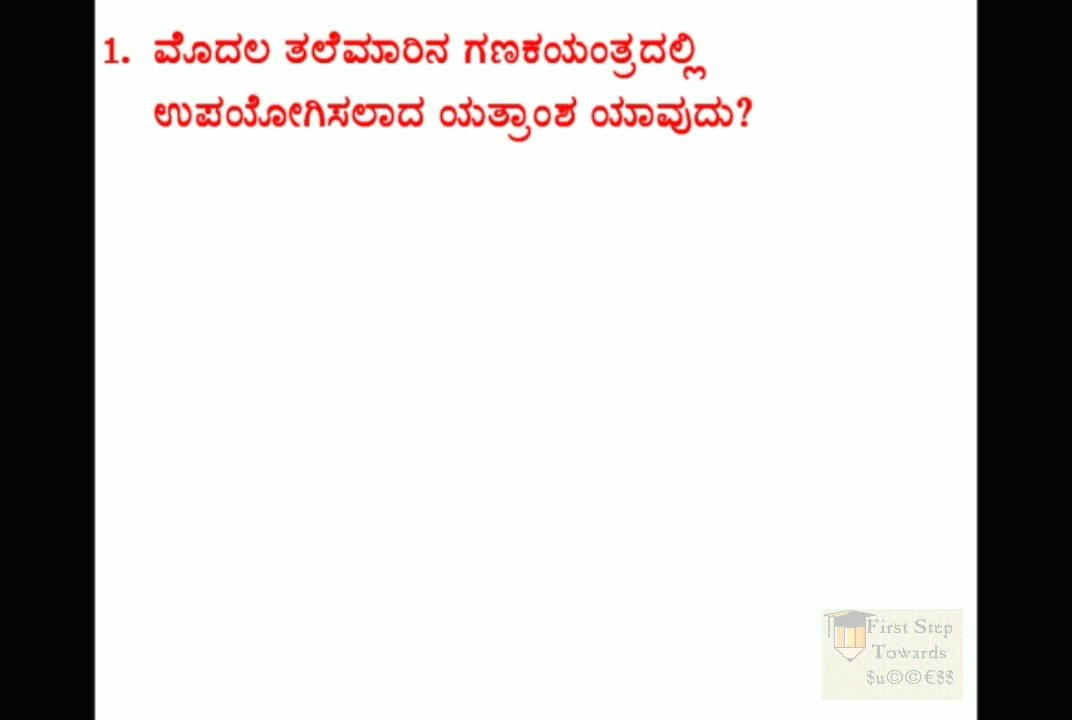 1. ಮೊದಲ ತಲೆಮಾರಿನ ಗಣಕಯಂತ್ರದಲ್ಲಿ
ಉಪಯೋಗಿಸಲಾದ ಯತ್ರಾಂಶ ಯಾವುದು?
First Step
Towards
$u©©€$$